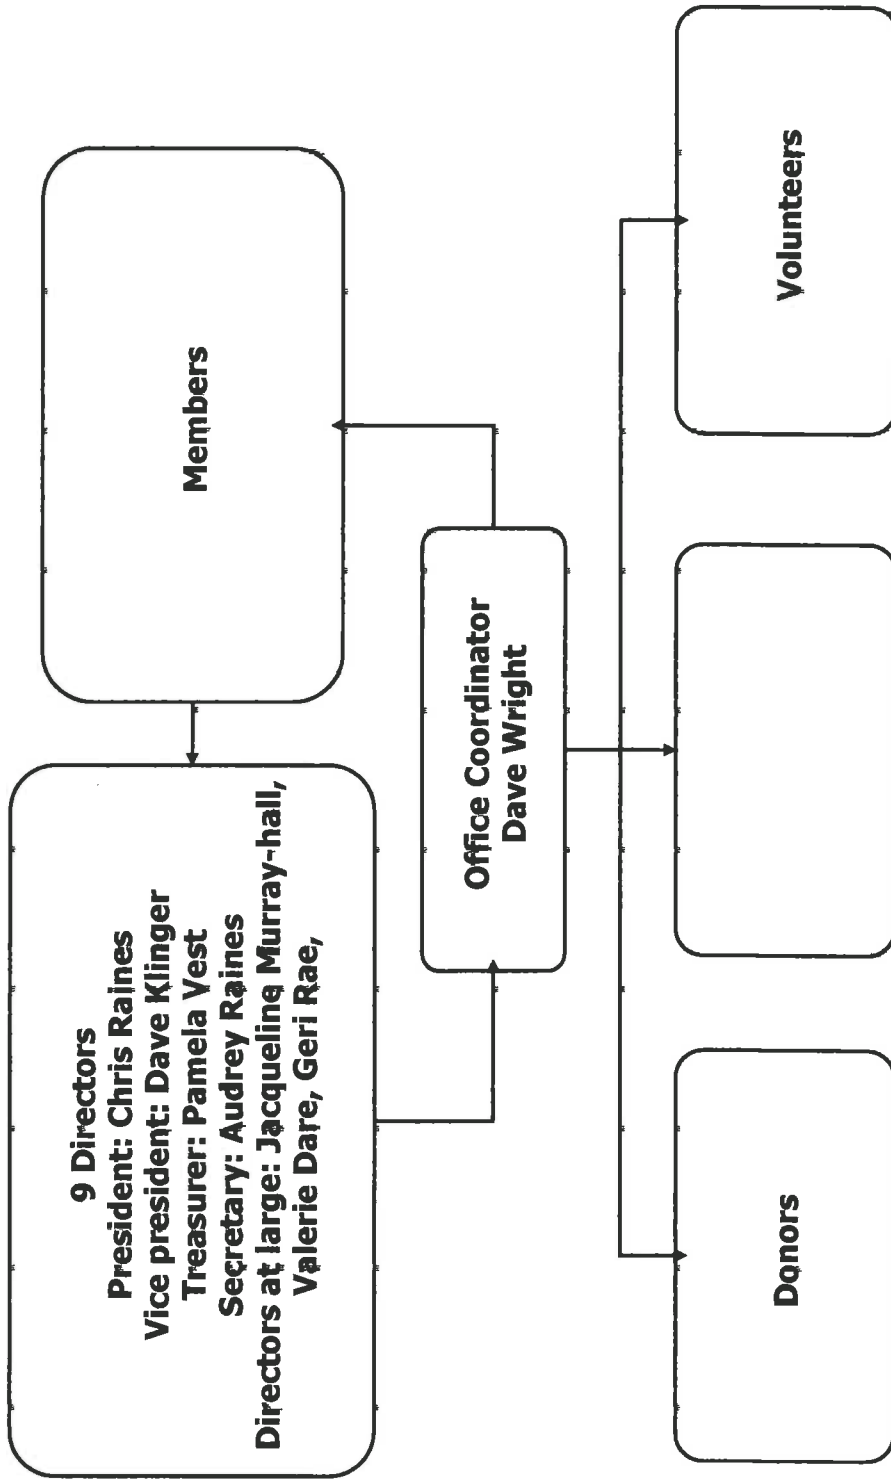 9 Directors
President: Chris Raines
Vice president: Dave Klinger
Treasurer: Pamela Vest
Secretary: Audrey Raines
Directors at large: Jacqueline Murray-hall,
Valerie Dare, Geri Rae,
Members
Office Coordinator
Dave Wright
Donors
Volunteers